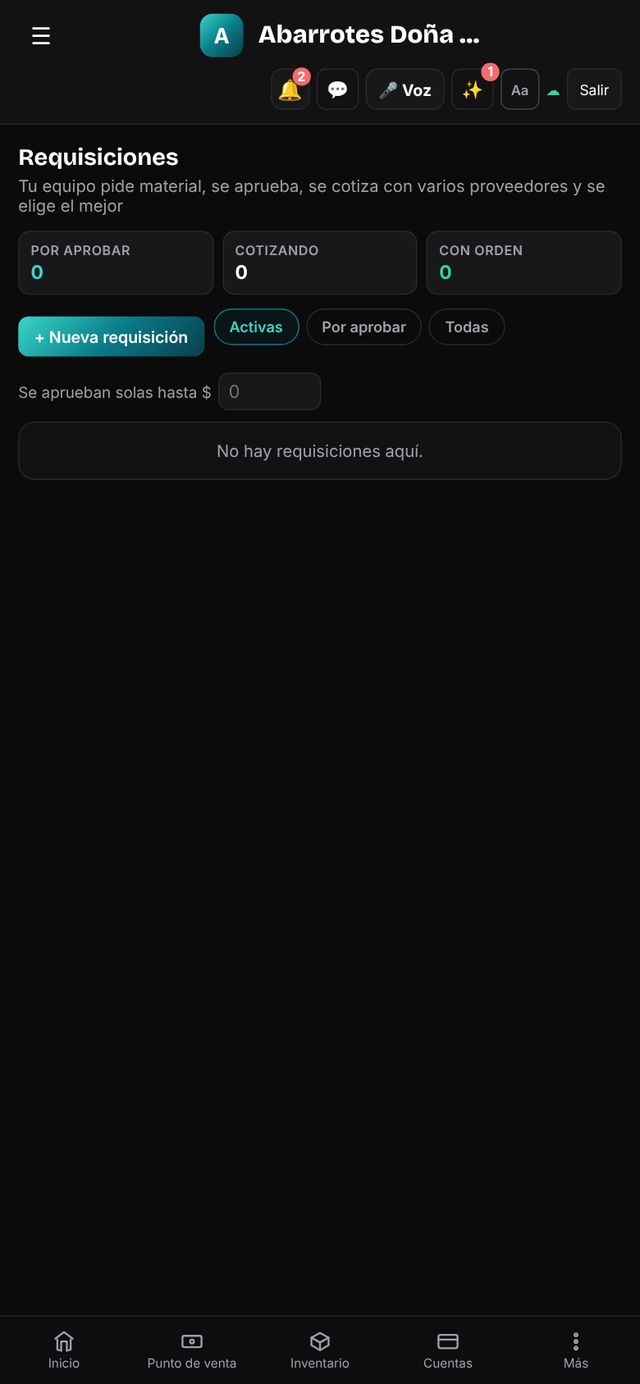 ☰
A
Abarrotes Doña ...
2
Voz
1
Aa
Salir
Requisiciones
Tu equipo pide material, se aprueba, se cotiza con varios proveedores y se
elige el mejor
POR APROBAR
0
COTIZANDO
0
CON ORDEN
0
+ Nueva requisición
Activas
Por aprobar
Todas
Se aprueban solas hasta $ 0
No hay requisiciones aquí.
Inicio
Punto de venta
Inventario
Cuentas
Más